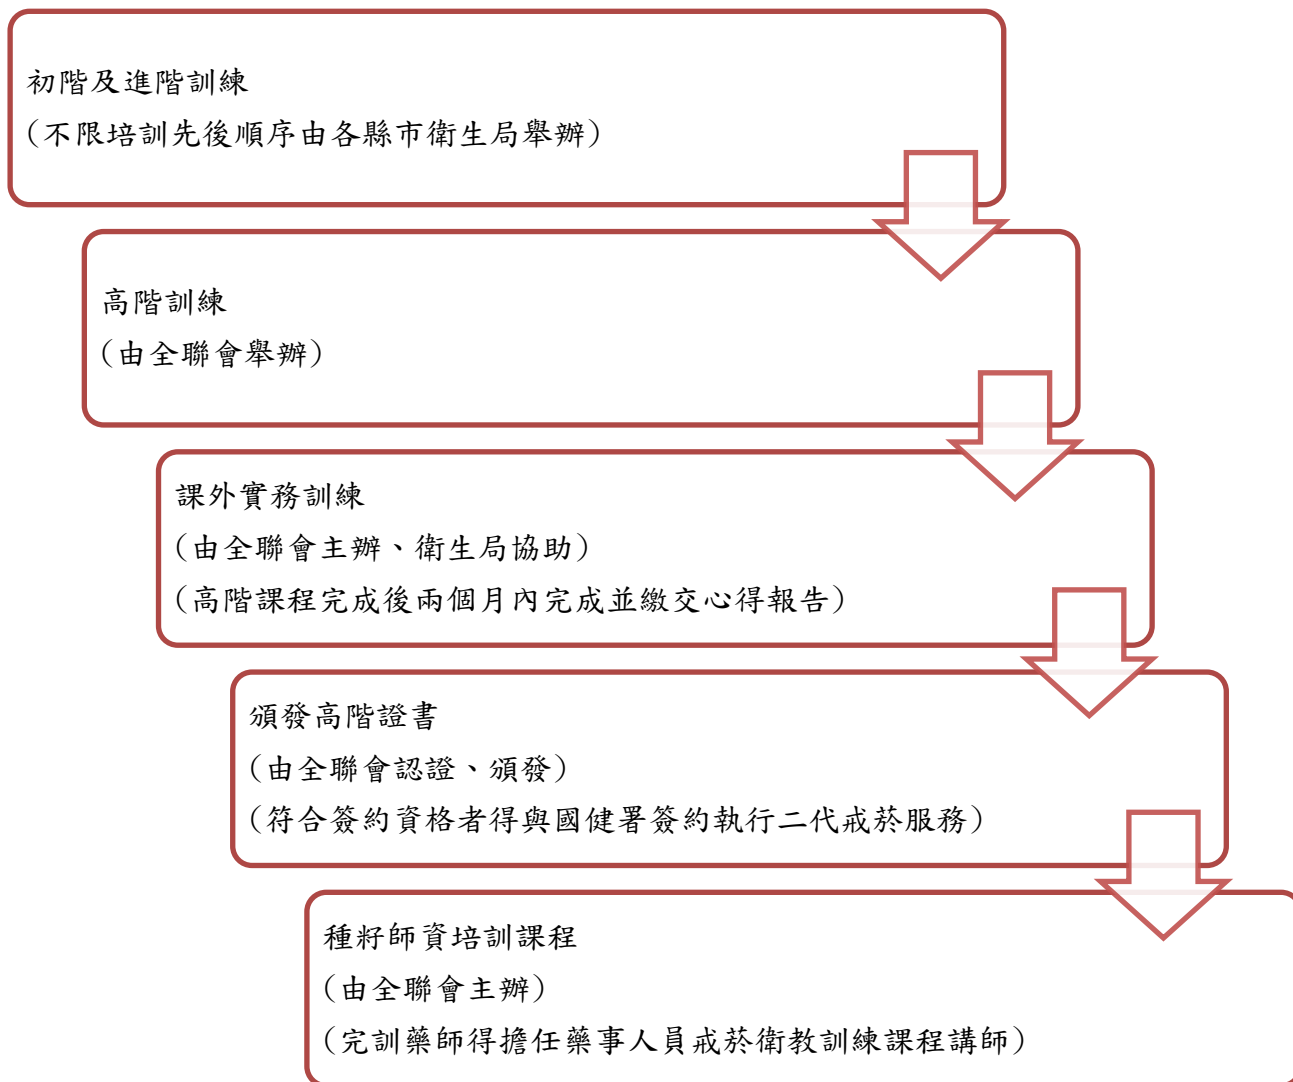 初階及進階訓練
(不限培訓先後順序由各縣市衛生局舉辦)
高階訓練
(由全聯會舉辦)
課外實務訓練
(由全聯會主辦、衛生局協助)
(高階課程完成後兩個月內完成並繳交心得報告)
頒發高階證書
(由全聯會認證、頒發)
(符合簽約資格者得與國健署簽約執行二代戒菸服務)
種籽師資培訓課程
(由全聯會主辦)
(完訓藥師得擔任藥事人員戒菸衛教訓練課程講師)